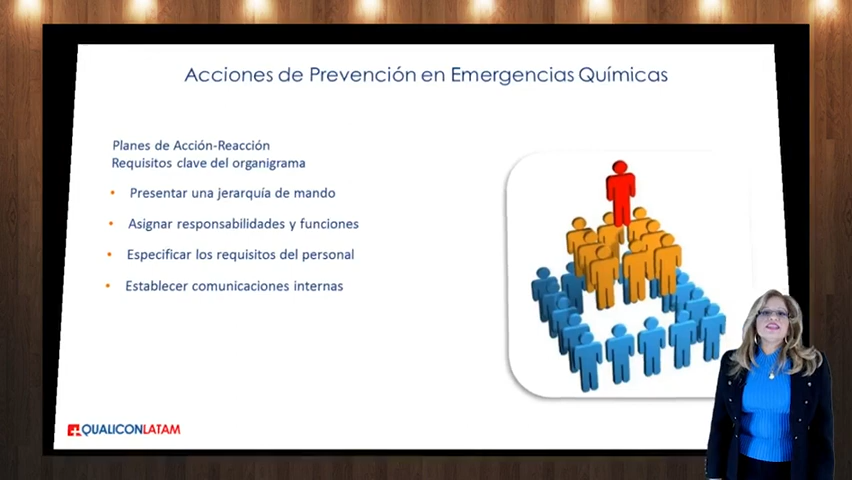 Acciones de Prevención en Emergencias Químicas
Planes de Acción-Reacción
Requisitos clave del organigrama
• Presentar una jerarquía de mando
• Asignar responsabilidades y funciones
• Especificar los requisitos del personal
• Establecer comunicaciones internas
QUALICONLATAM